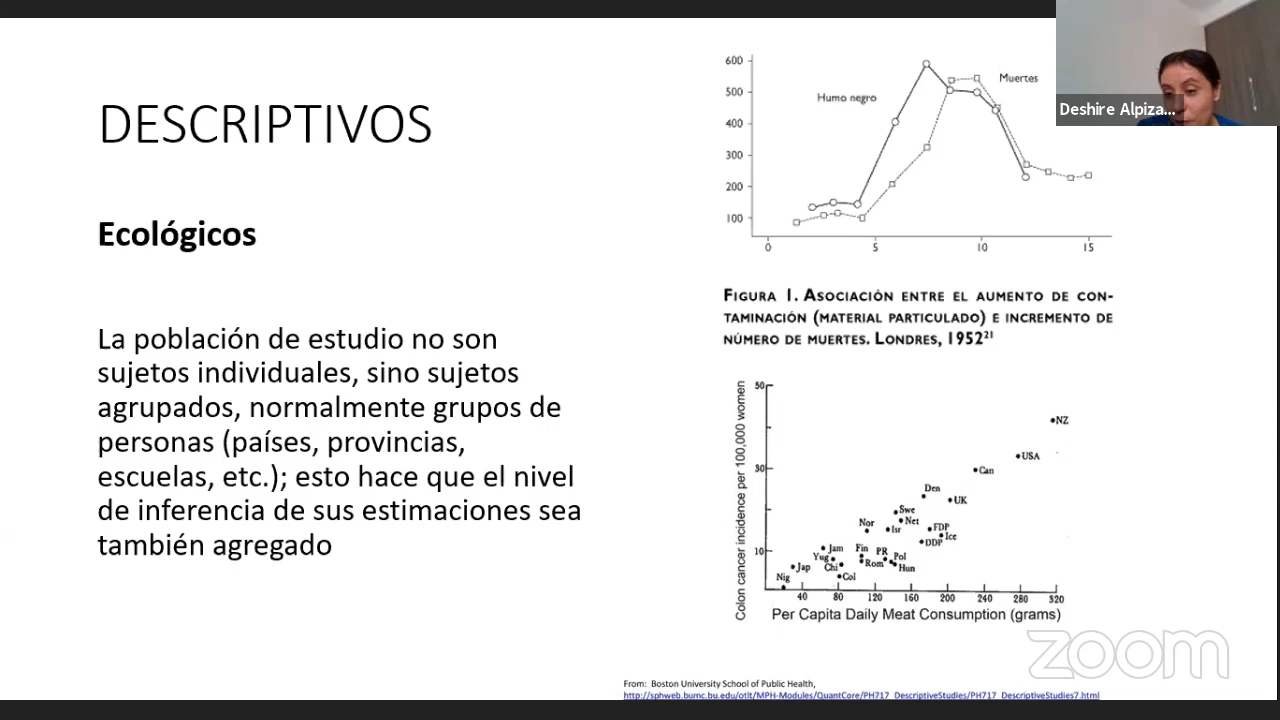 DESCRIPTIVOS
Ecológicos
La población de estudio no son
sujetos individuales, sino sujetos
agrupados, normalmente grupos de
personas (países, provincias,
escuelas, etc.); esto hace que el nivel
de inferencia de sus estimaciones sea
también agregado
600
500
400
300
200
100
0
5
10
15
Humo negro
Muertes
FIGURA 1. ASOCIACIÓN ENTRE EL AUMENTO DE CON-
TAMINACIÓN (MATERIAL PARTICULADO) E INCREMENTO DE
NÚMERO DE MUERTES. LONDRES, 1952²¹
Colon cancer incidence per 100,000 women
50
30
10
NZ
USA
Can
Den
UK
Swe
Net
Nor
Isr
FDP
Ice
DDP
Jam
Fin
PR
Pol
Yug
Rom
Hun
Jap
Chi
Col
Nig
40 80 120 160 200 240 280 320
Per Capita Daily Meat Consumption (grams)
From: Boston University School of Public Health,
http://sphweb.bumc.bu.edu/otlt/MPH-Modules/QuantCore/PH717_DescriptiveStudies/PH717_DescriptiveStudies7.html
Deshire Alpiza...
zoom